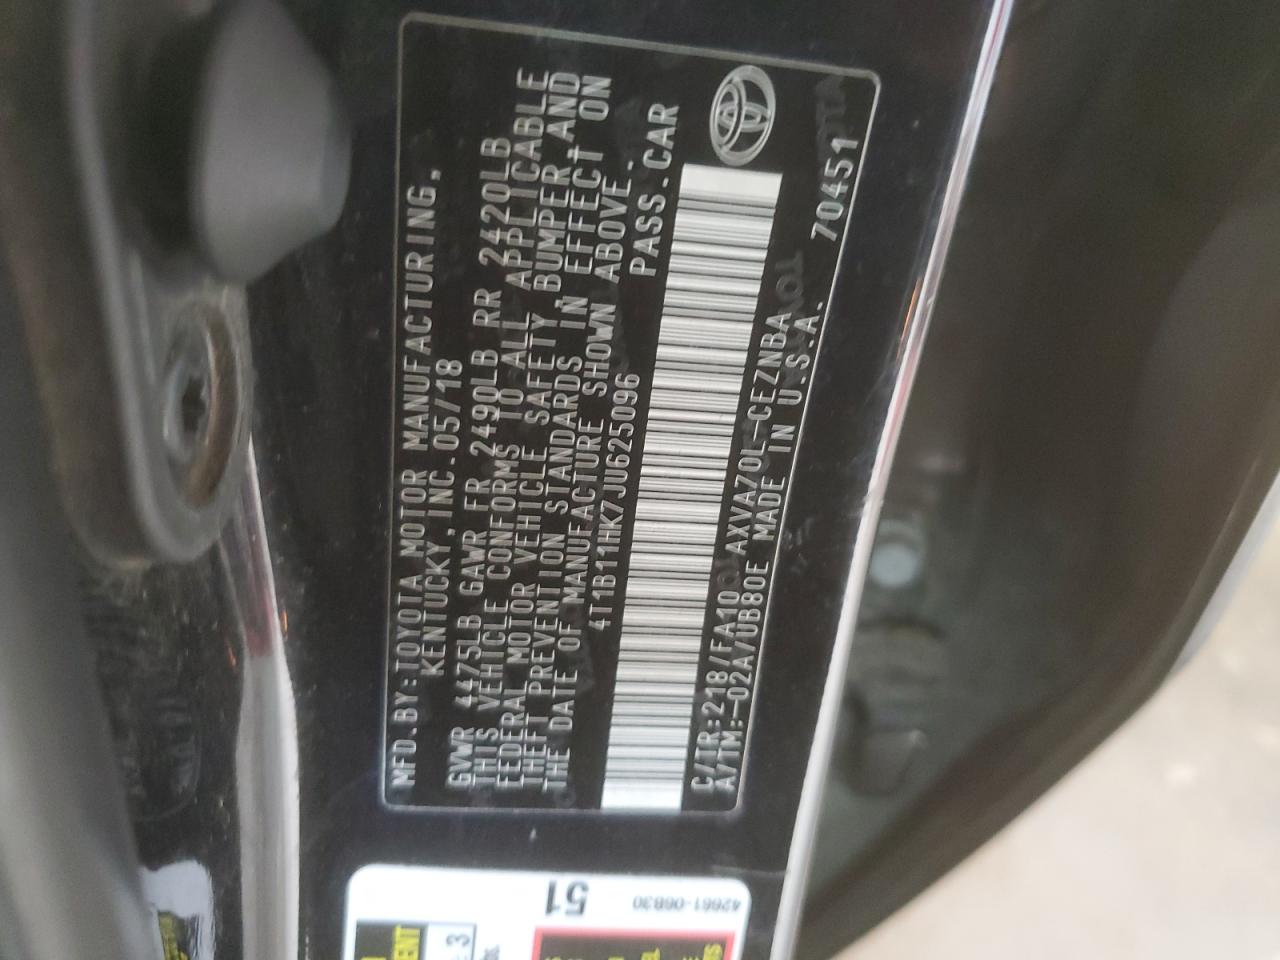 MFD.BY:TOYOTA MOTOR MANUFACTURING,
KENTUCKY,INC.05/18
GVWR 4475LB GAWR FR 2490LB RR 2420LB
THIS VEHICLE CONFORMS TO ALL APPLICABLE
FEDERAL MOTOR VEHICLE SAFETY,BUMPER,AND
THEFT PREVENTION STANDARDS IN EFFECT ON
THE DATE OF MANUFACTURE SHOWN ABOVE.
4T1B11HK7JU625096 PASS.CAR
C/TR:218/FA10 AXVA70L-CEZNBA
A/TM:-02A/UB80E MADE IN U.S.A. 70451
51
42661-06B30